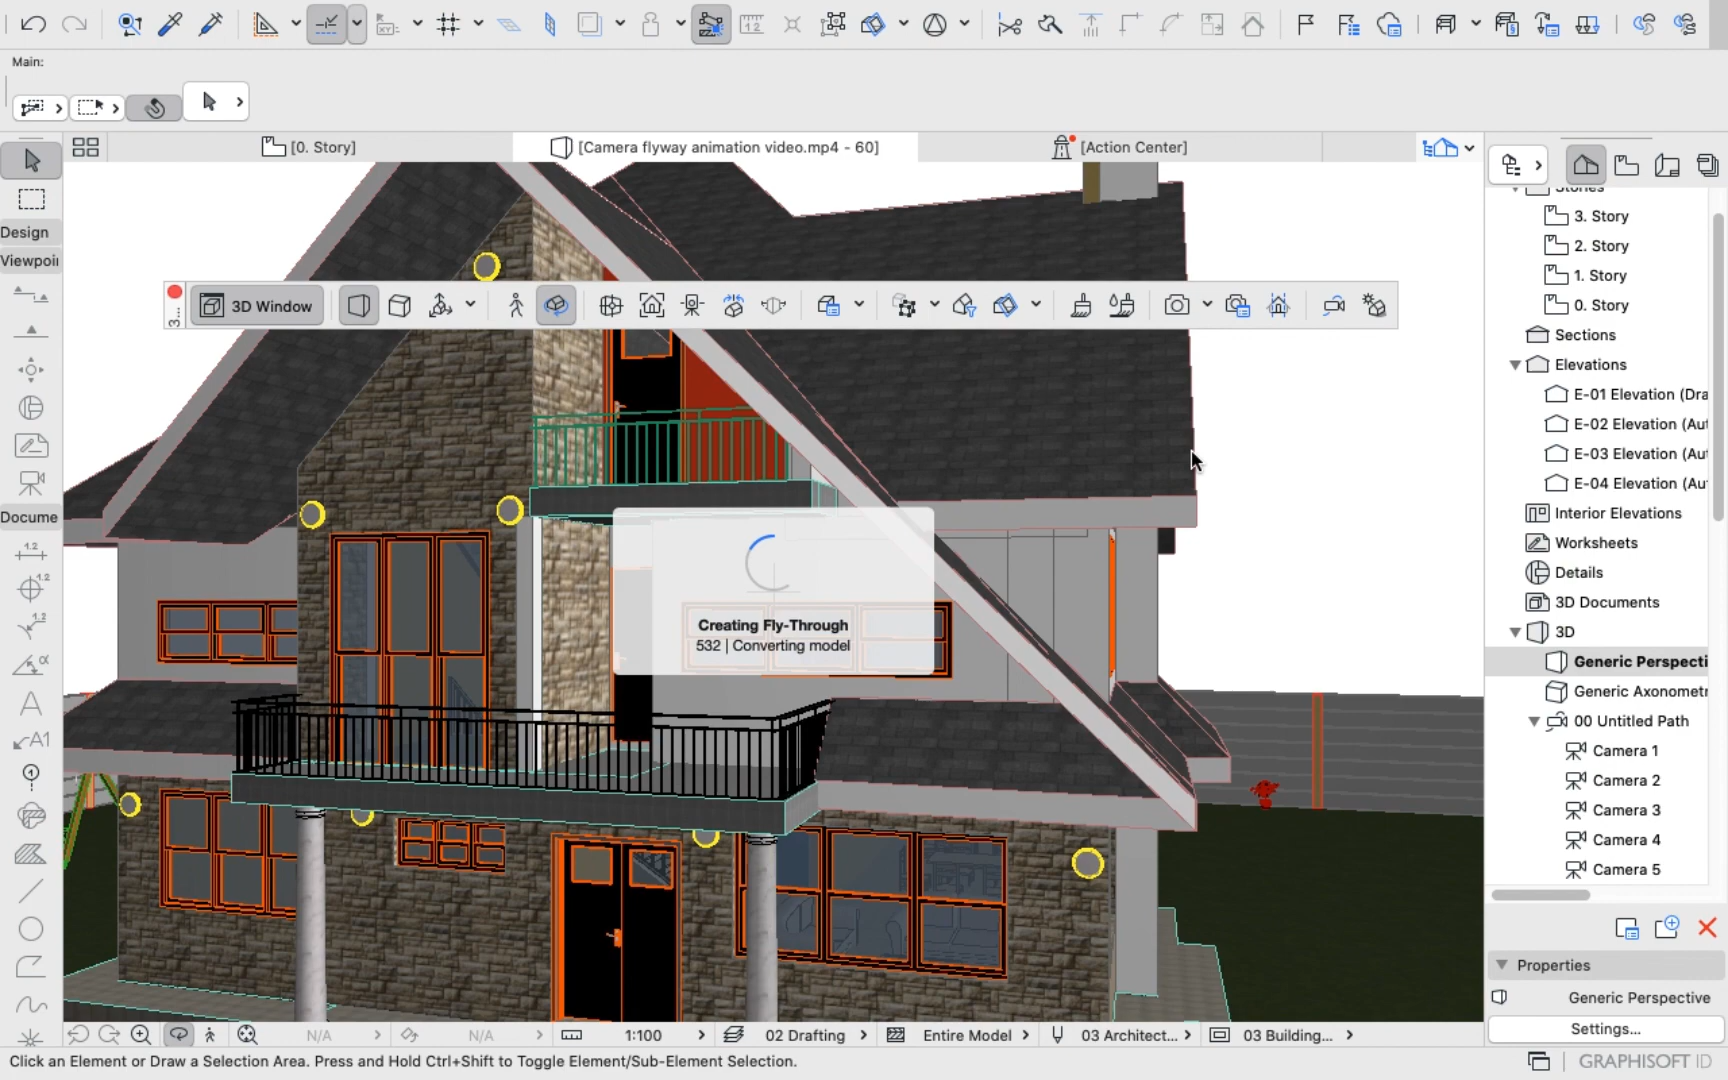 Main:
[0. Story]
[Camera flyway animation video.mp4 - 60]
[Action Center]
Design
Viewpoi
Docume
3...
3D Window
Creating Fly-Through
532 | Converting model
Stories
3. Story
2. Story
1. Story
0. Story
Sections
Elevations
E-01 Elevation (Dra
E-02 Elevation (Au
E-03 Elevation (Au
E-04 Elevation (Au
Interior Elevations
Worksheets
Details
3D Documents
3D
Generic Perspecti
Generic Axonomet
00 Untitled Path
Camera 1
Camera 2
Camera 3
Camera 4
Camera 5
Properties
Generic Perspective
Settings...
N/A
N/A
1:100
02 Drafting
Entire Model
03 Architect...
03 Building...
Click an Element or Draw a Selection Area. Press and Hold Ctrl+Shift to Toggle Element/Sub-Element Selection.
GRAPHISOFT ID